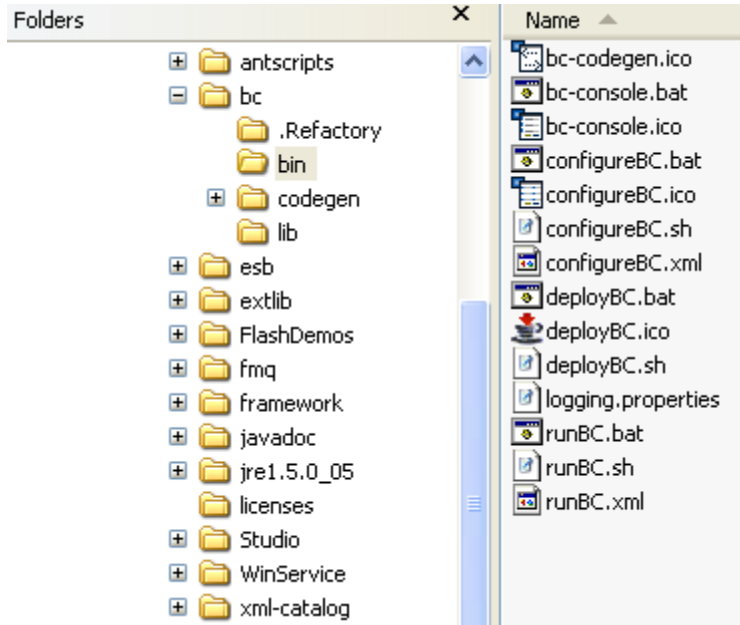 Folders
antscripts
bc
.Refactory
bin
codegen
lib
esb
extlib
FlashDemos
fmq
framework
javadoc
jre1.5.0_05
licenses
Studio
WinService
xml-catalog
Name
bc-codegen.ico
bc-console.bat
bc-console.ico
configureBC.bat
configureBC.ico
configureBC.sh
configureBC.xml
deployBC.bat
deployBC.ico
deployBC.sh
logging.properties
runBC.bat
runBC.sh
runBC.xml